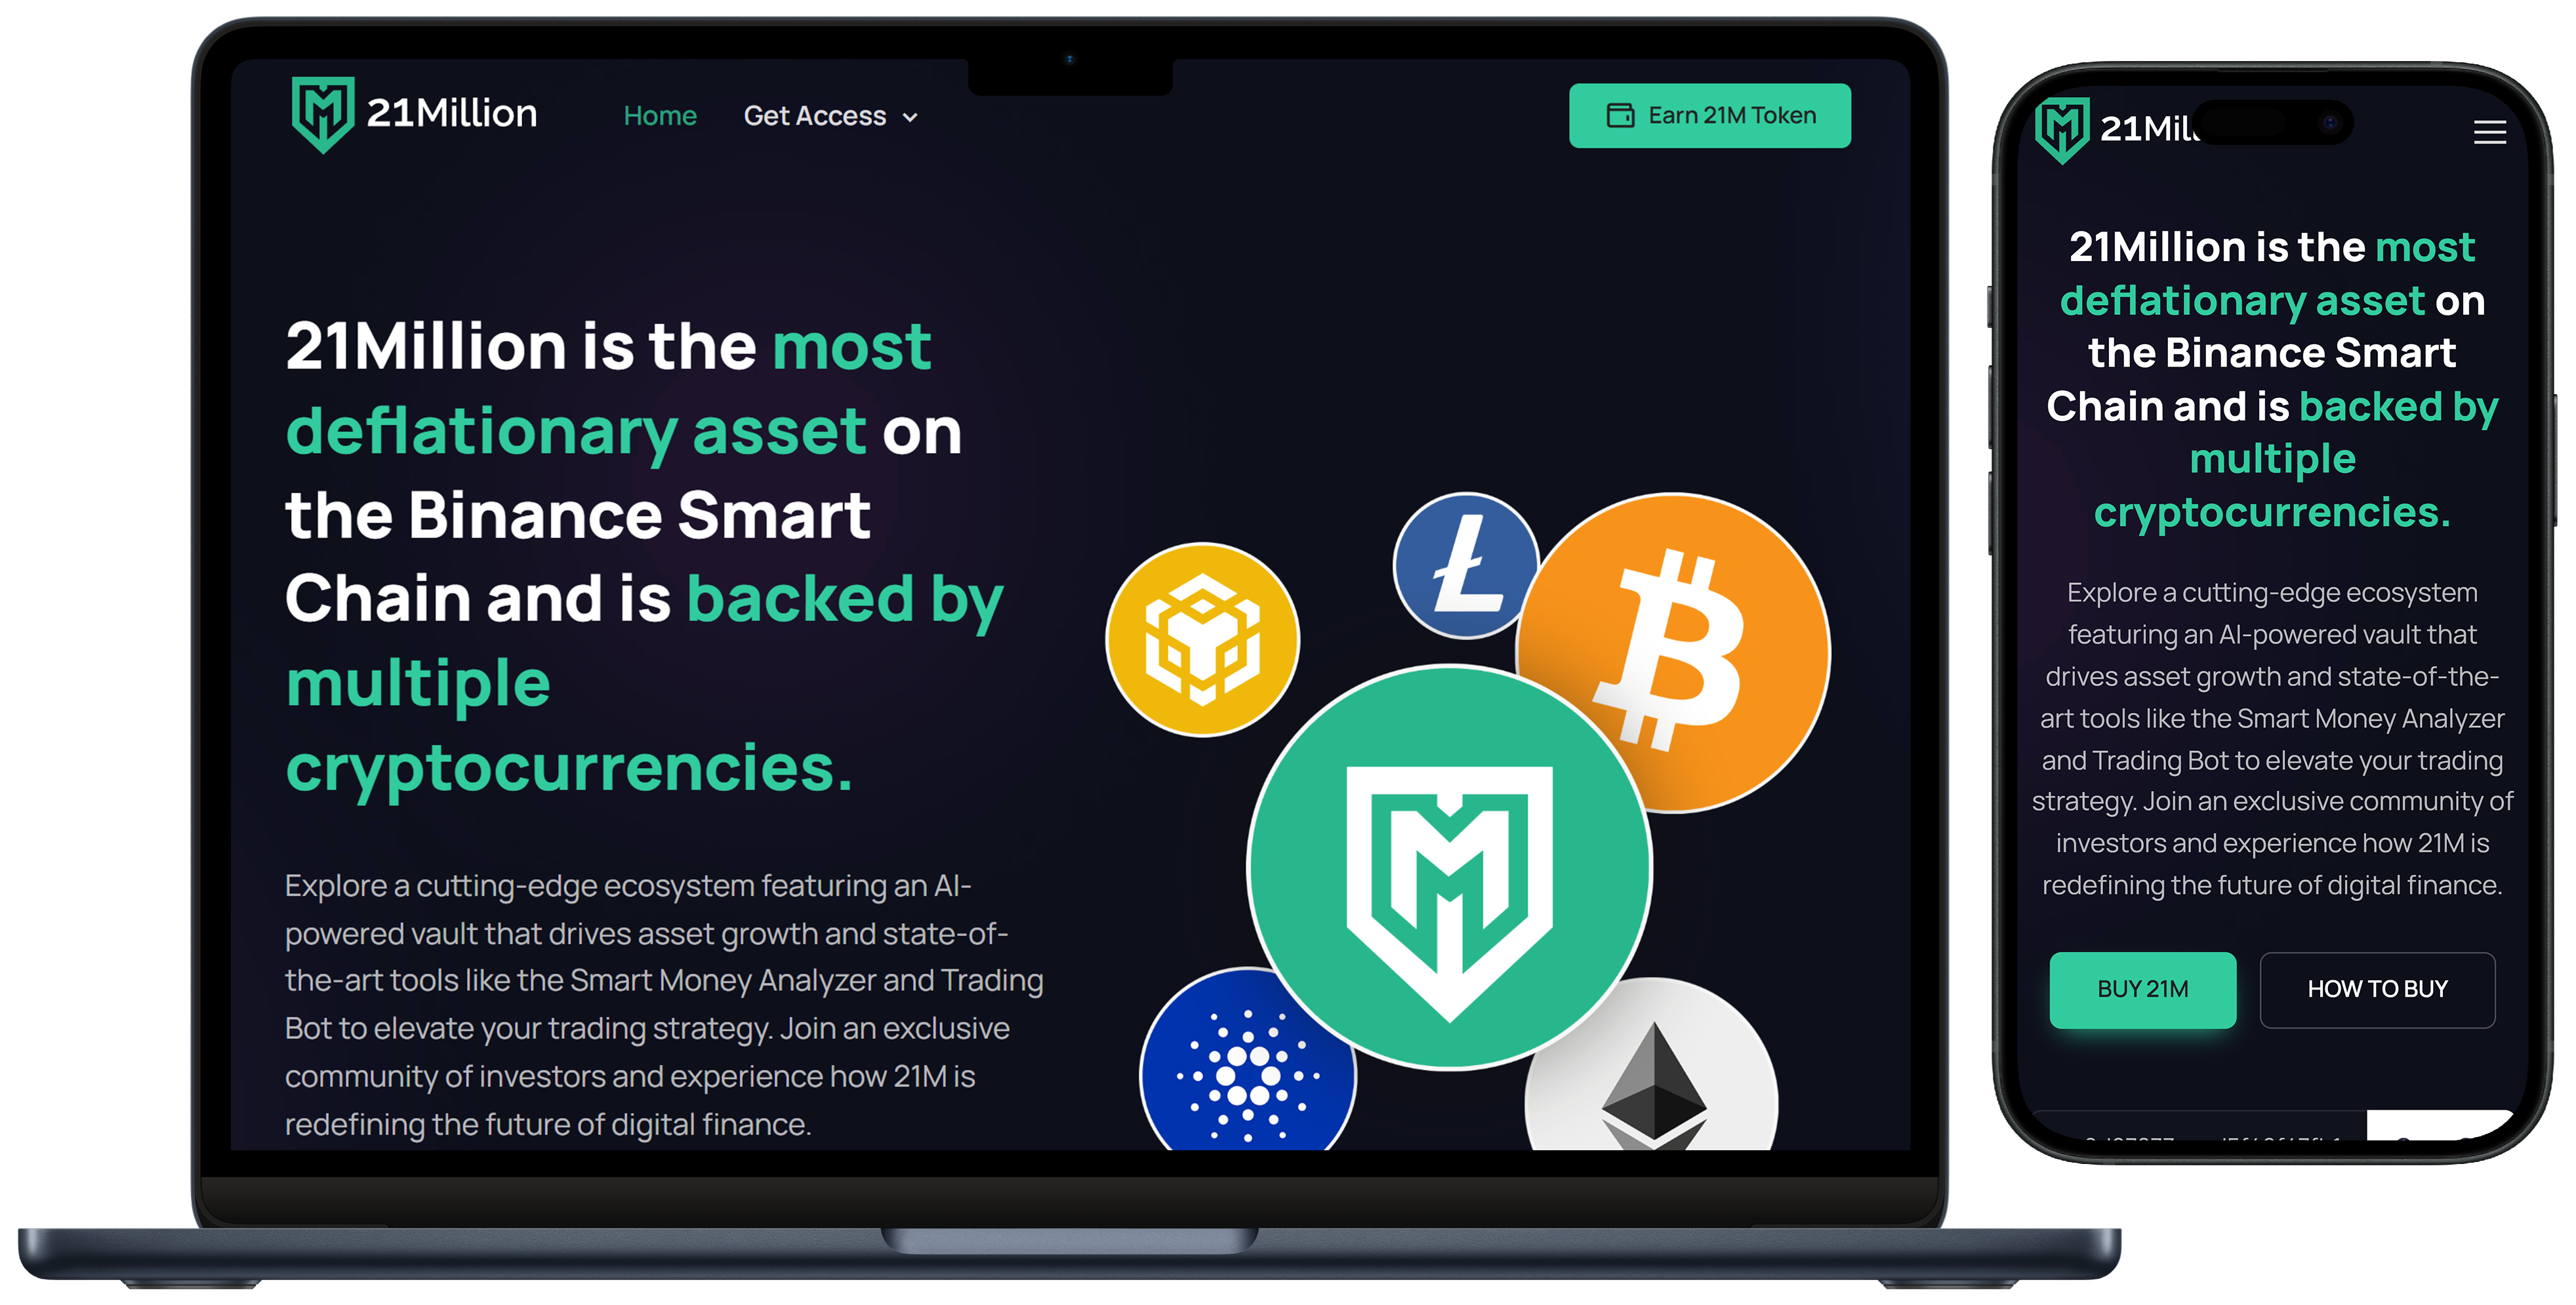 21Million
Home
Get Access
Earn 21M Token
21Million is the most
deflationary asset on
the Binance Smart
Chain and is backed by
multiple
cryptocurrencies.
Explore a cutting-edge ecosystem featuring an AI-
powered vault that drives asset growth and state-of-
the-art tools like the Smart Money Analyzer and Trading
Bot to elevate your trading strategy. Join an exclusive
community of investors and experience how 21M is
redefining the future of digital finance.
21Mill
21Million is the most
deflationary asset on
the Binance Smart
Chain and is backed by
multiple
cryptocurrencies.
Explore a cutting-edge ecosystem
featuring an AI-powered vault that
drives asset growth and state-of-the-
art tools like the Smart Money Analyzer
and Trading Bot to elevate your trading
strategy. Join an exclusive community of
investors and experience how 21M is
redefining the future of digital finance.
BUY 21M
HOW TO BUY